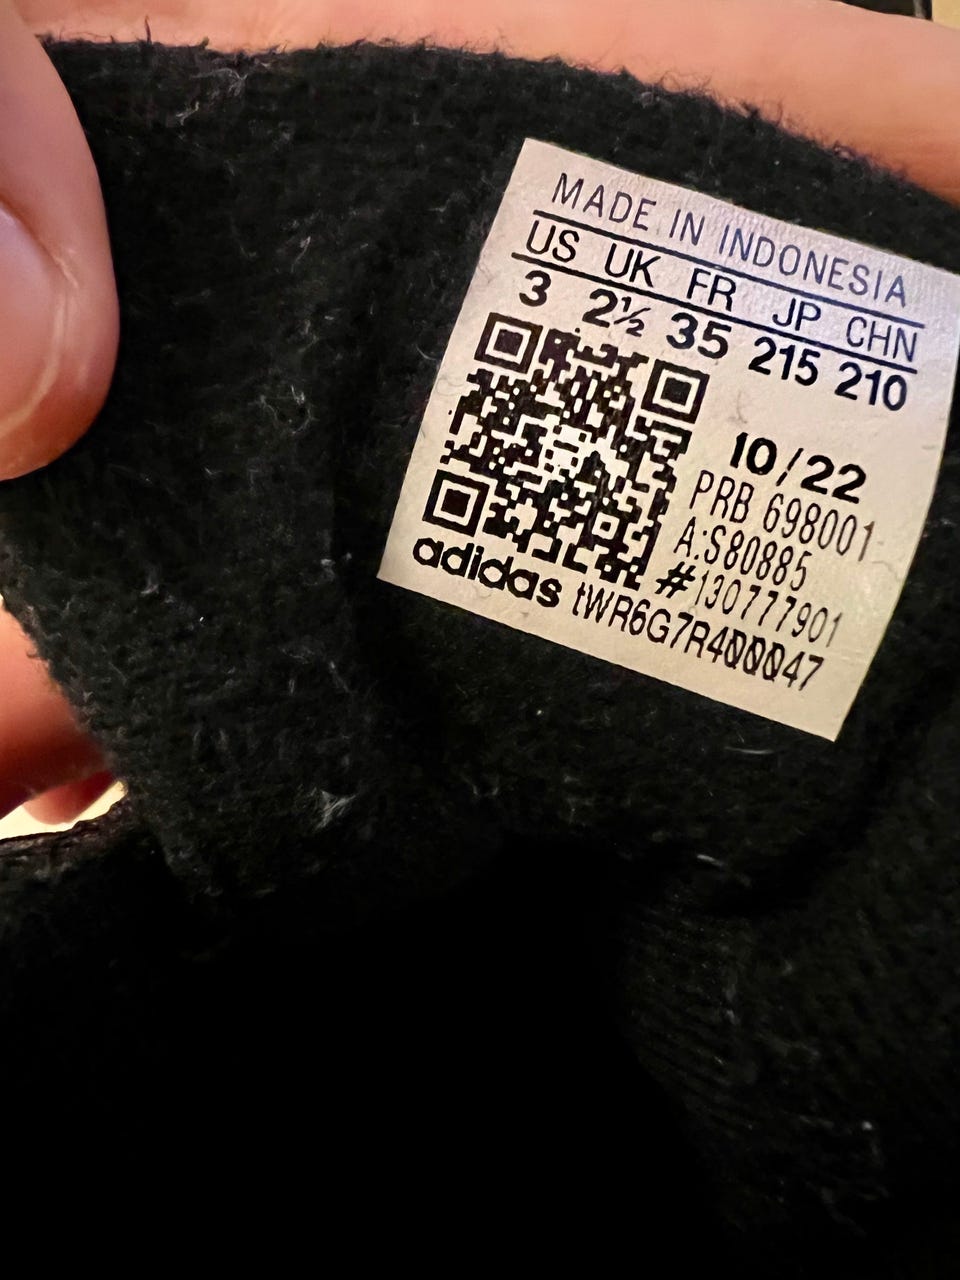 MADE IN INDONESIA
US UK FR JP CHN
3 2½ 35 215 210
10/22
PRB 698001
A:S80885
#130777901
adidas tWR6G7R400047